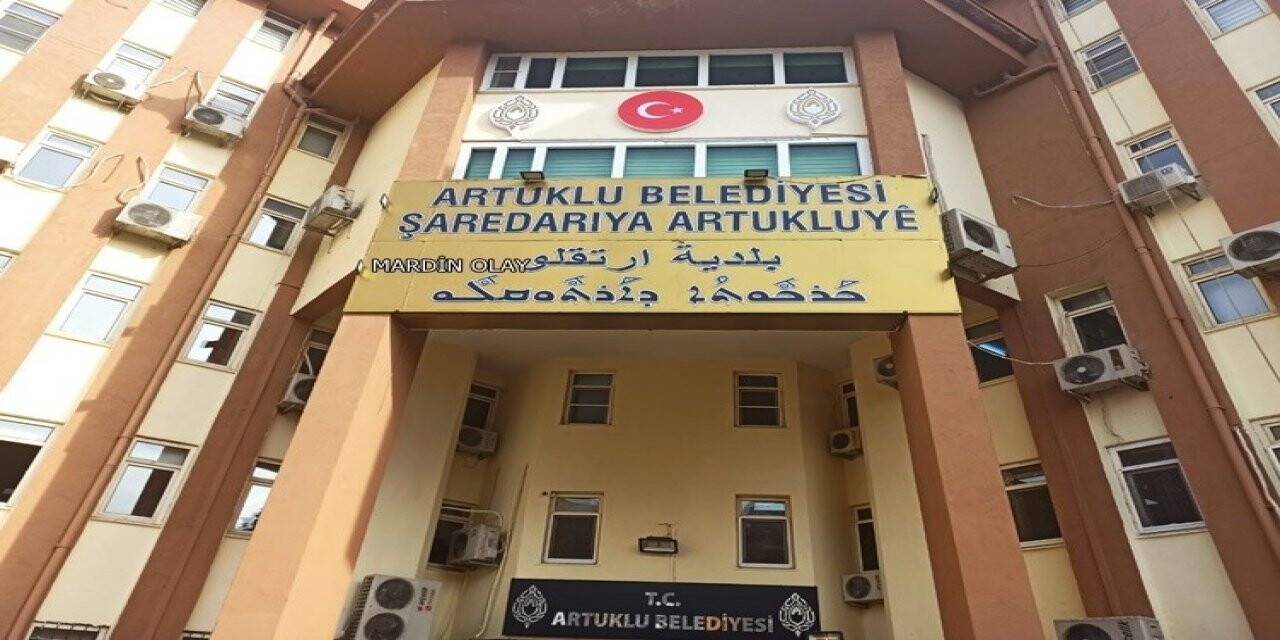 ARTUKLU BELEDİYESİ
ŞAREDARIYA ARTUKLUYÊ
بلدية ارتقلو
MARDİN OLAY
T.C.
ARTUKLU BELEDİYESİ